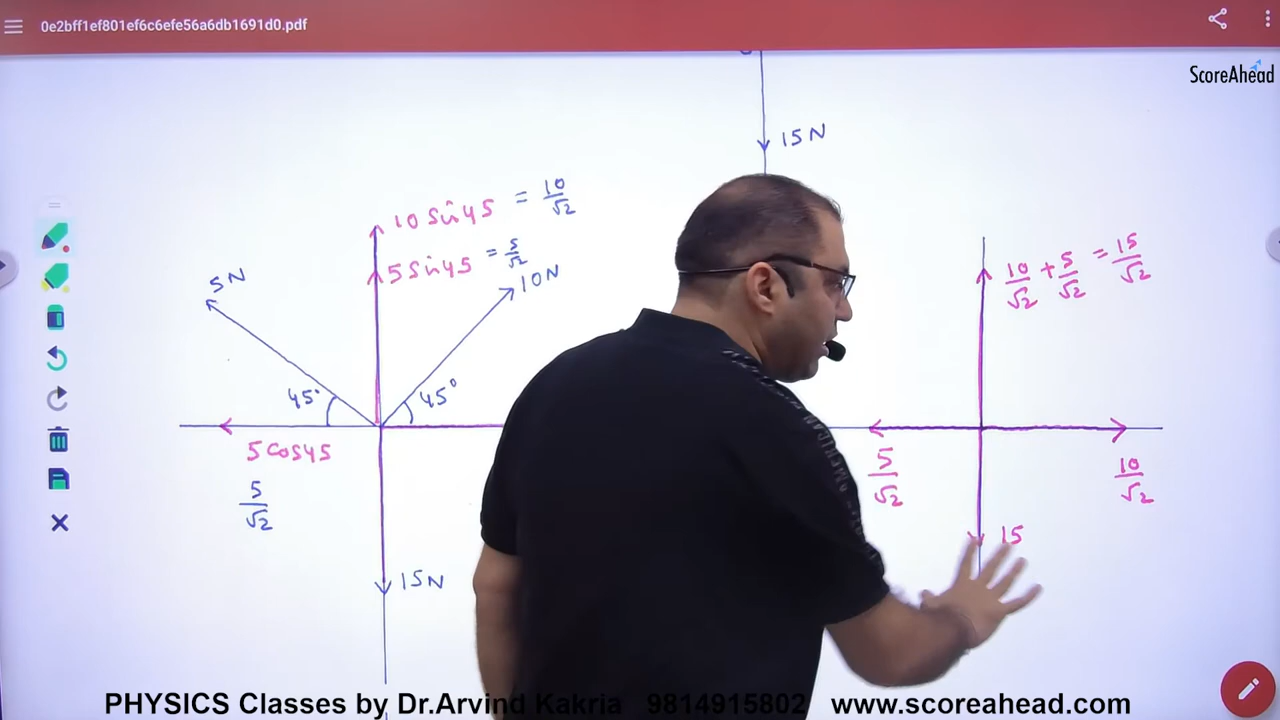 0e2bff1ef801ef6c6efe56a6db1691d0.pdf
ScoreAhead
15N
10 sin45 = 10/√2
5 sin45 = 5/√2
5N
10N
45°
45°
5 cos45
5/√2
15N
10/√2 + 5/√2 = 15/√2
5/√2
10/√2
15
PHYSICS Classes by Dr.Arvind Kakria 9814915802 www.scoreahead.com